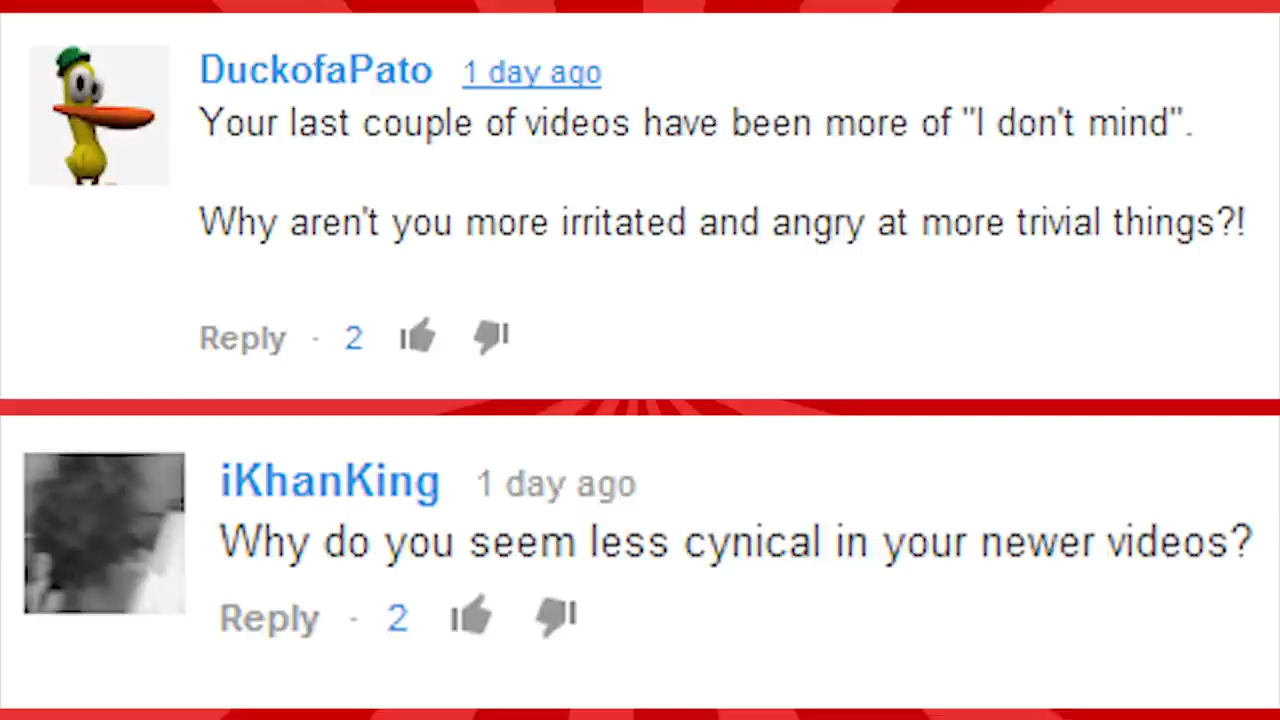 DuckofaPato 1 day ago
Your last couple of videos have been more of "I don't mind".
Why aren't you more irritated and angry at more trivial things?!
Reply · 2
iKhanKing 1 day ago
Why do you seem less cynical in your newer videos?
Reply · 2